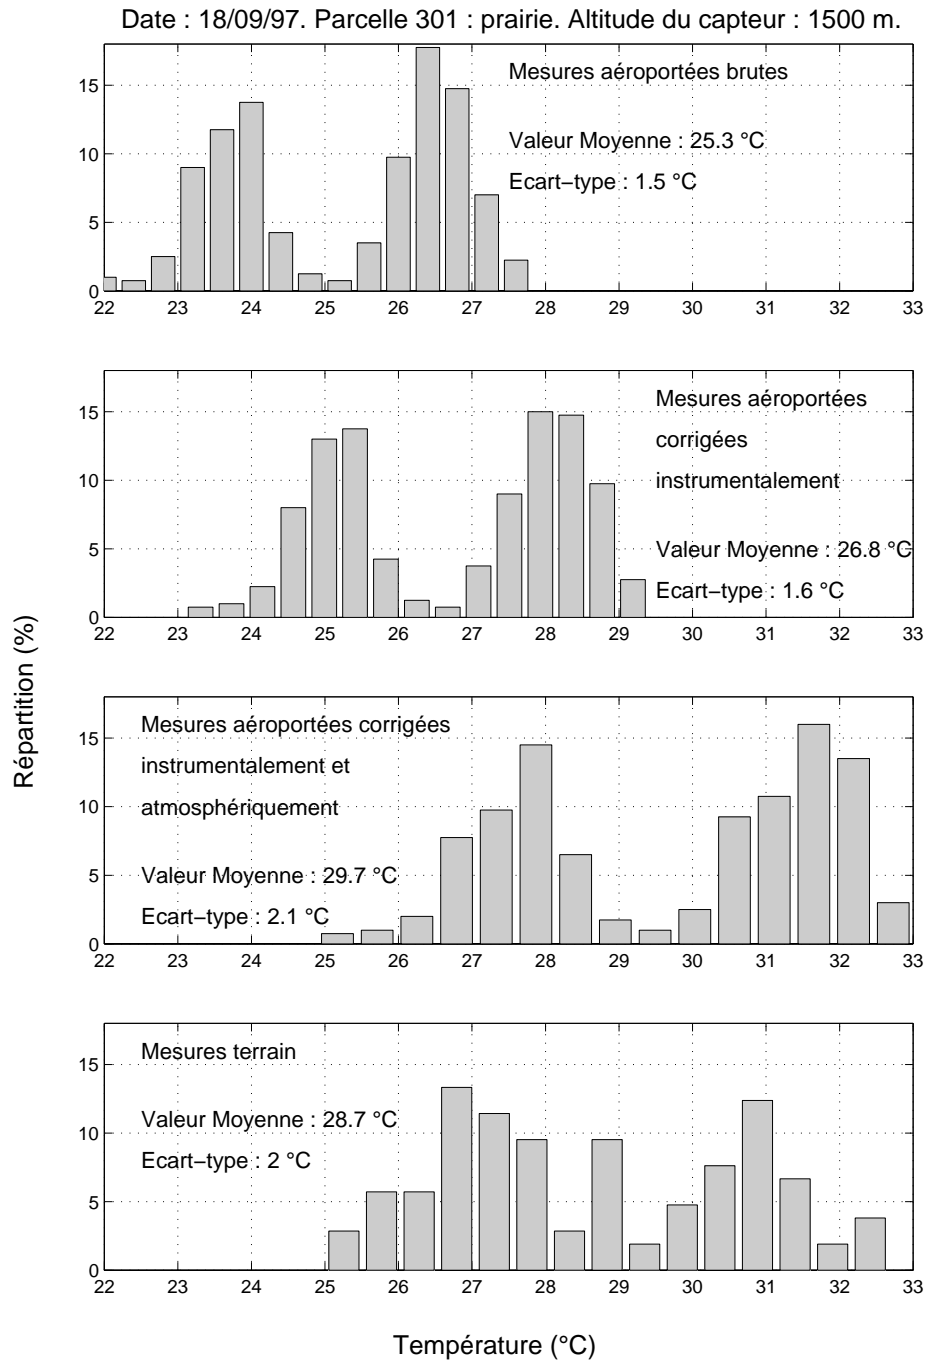 Date : 18/09/97. Parcelle 301 : prairie. Altitude du capteur : 1500 m.
Mesures aéroportées brutes
Valeur Moyenne : 25.3 °C
Ecart−type : 1.5 °C
15
10
5
0
22 23 24 25 26 27 28 29 30 31 32 33
Mesures aéroportées
corrigées
instrumentalement
Valeur Moyenne : 26.8 °C
Ecart−type : 1.6 °C
15
10
5
0
22 23 24 25 26 27 28 29 30 31 32 33
Répartition (%)
Mesures aéroportées corrigées
instrumentalement et
atmosphériquement
Valeur Moyenne : 29.7 °C
Ecart−type : 2.1 °C
15
10
5
0
22 23 24 25 26 27 28 29 30 31 32 33
Mesures terrain
Valeur Moyenne : 28.7 °C
Ecart−type : 2 °C
15
10
5
0
22 23 24 25 26 27 28 29 30 31 32 33
Température (°C)